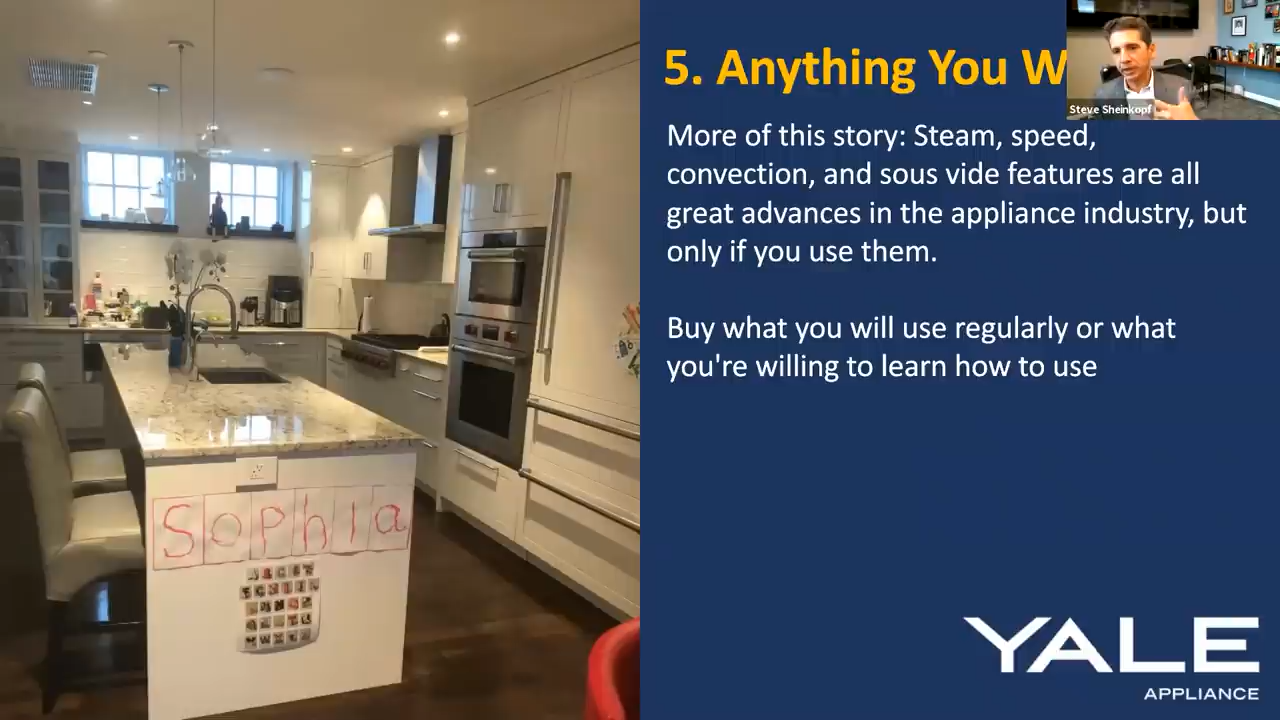 5. Anything You W
Steve Sheinkopf
More of this story: Steam, speed,
convection, and sous vide features are all
great advances in the appliance industry, but
only if you use them.
Buy what you will use regularly or what
you're willing to learn how to use
Sophia
YALE
APPLIANCE